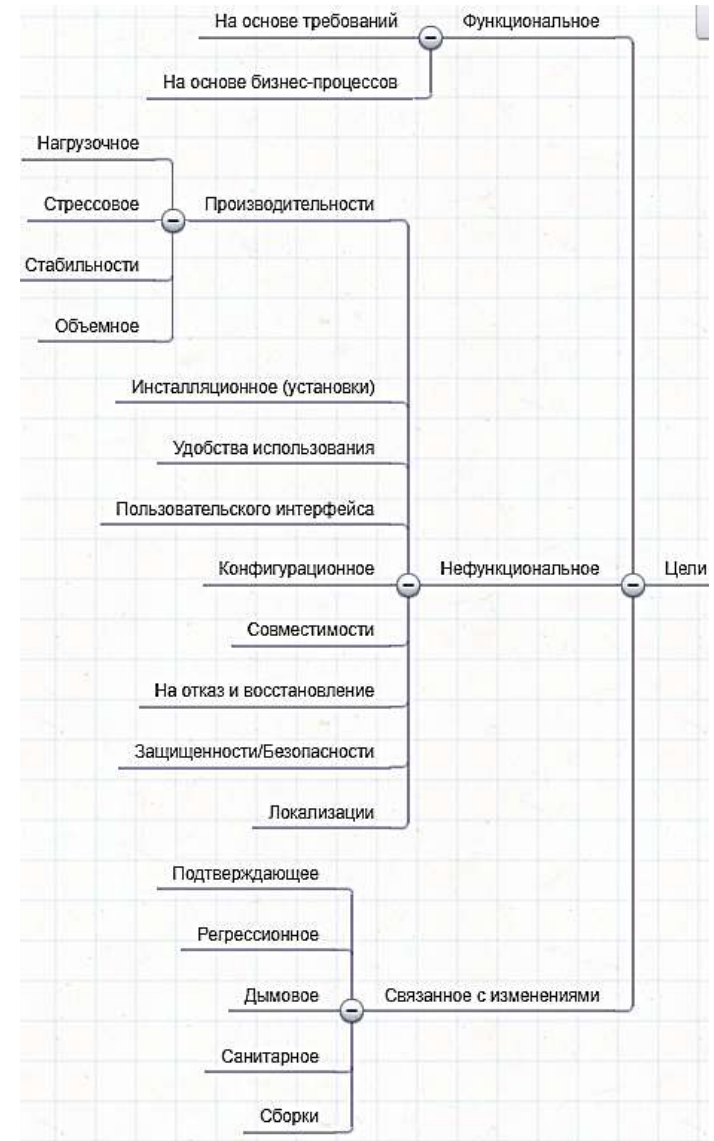 На основе требований
Функциональное
На основе бизнес-процессов
Нагрузочное
Стрессовое
Производительности
Стабильности
Объемное
Инсталляционное (установки)
Удобства использования
Пользовательского интерфейса
Конфигурационное
Нефункциональное
Цели
Совместимости
На отказ и восстановление
Защищенности/Безопасности
Локализации
Подтверждающее
Регрессионное
Дымовое
Связанное с изменениями
Санитарное
Сборки